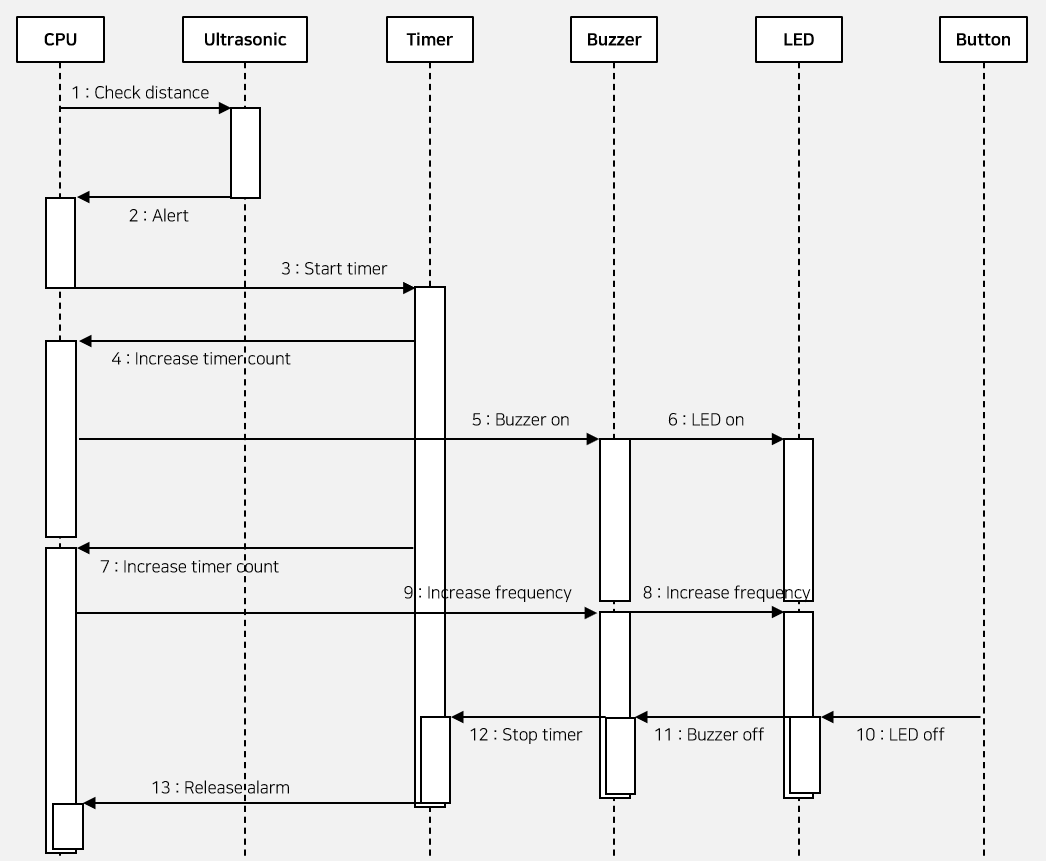 CPU
Ultrasonic
Timer
Buzzer
LED
Button
1 : Check distance
2 : Alert
3 : Start timer
4 : Increase timer count
5 : Buzzer on
6 : LED on
7 : Increase timer count
9 : Increase frequency
8 : Increase frequency
12 : Stop timer
11 : Buzzer off
10 : LED off
13 : Release alarm